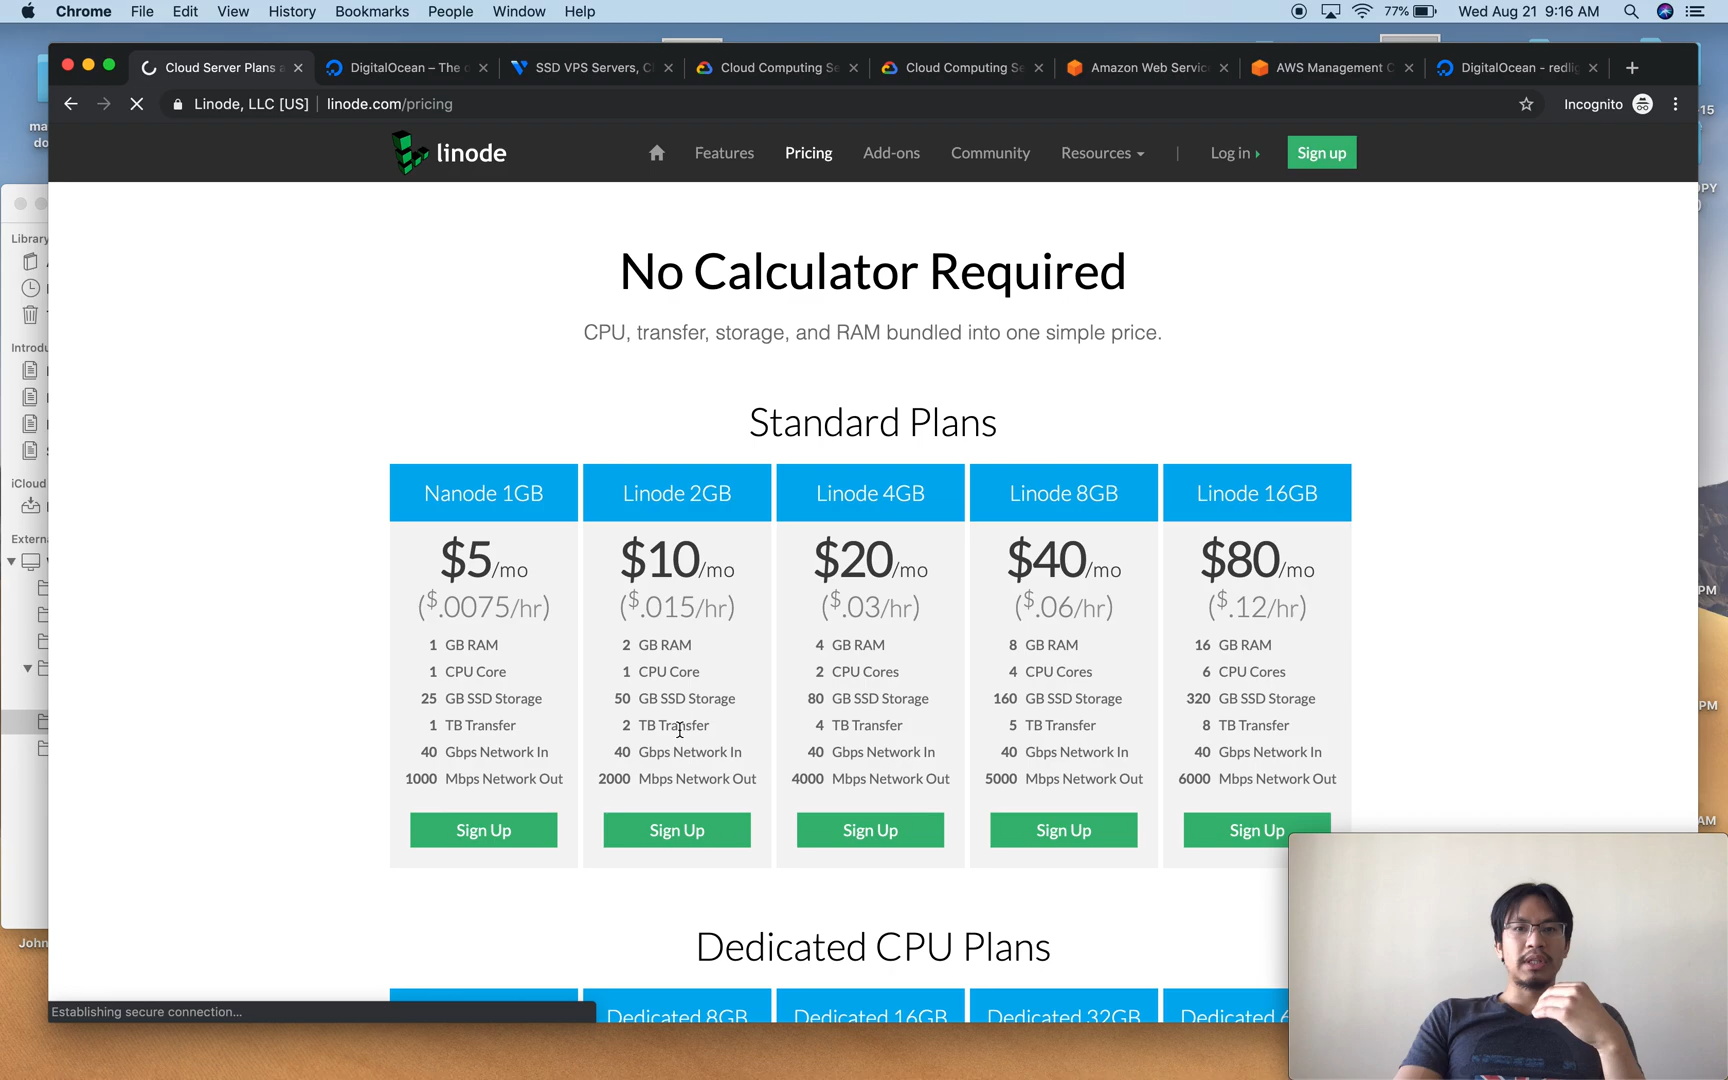 Chrome File Edit View History Bookmarks People Window Help
77% Wed Aug 21 9:16 AM
Cloud Server Plans
DigitalOcean – The
SSD VPS Servers, C
Cloud Computing Se
Cloud Computing Se
Amazon Web Servic
AWS Management C
DigitalOcean - redli
Linode, LLC [US] | linode.com/pricing
Incognito
linode
Features Pricing Add-ons Community Resources | Log in Sign up
No Calculator Required
CPU, transfer, storage, and RAM bundled into one simple price.
Standard Plans
Nanode 1GB
$5/mo
($.0075/hr)
1 GB RAM
1 CPU Core
25 GB SSD Storage
1 TB Transfer
40 Gbps Network In
1000 Mbps Network Out
Sign Up
Linode 2GB
$10/mo
($.015/hr)
2 GB RAM
1 CPU Core
50 GB SSD Storage
2 TB Transfer
40 Gbps Network In
2000 Mbps Network Out
Sign Up
Linode 4GB
$20/mo
($.03/hr)
4 GB RAM
2 CPU Cores
80 GB SSD Storage
4 TB Transfer
40 Gbps Network In
4000 Mbps Network Out
Sign Up
Linode 8GB
$40/mo
($.06/hr)
8 GB RAM
4 CPU Cores
160 GB SSD Storage
5 TB Transfer
40 Gbps Network In
5000 Mbps Network Out
Sign Up
Linode 16GB
$80/mo
($.12/hr)
16 GB RAM
6 CPU Cores
320 GB SSD Storage
8 TB Transfer
40 Gbps Network In
6000 Mbps Network Out
Sign Up
Dedicated CPU Plans
Dedicated 8GB
Dedicated 16GB
Dedicated 32GB
Dedicated
Establishing secure connection...
Library
Introdu
iCloud
Externa
John